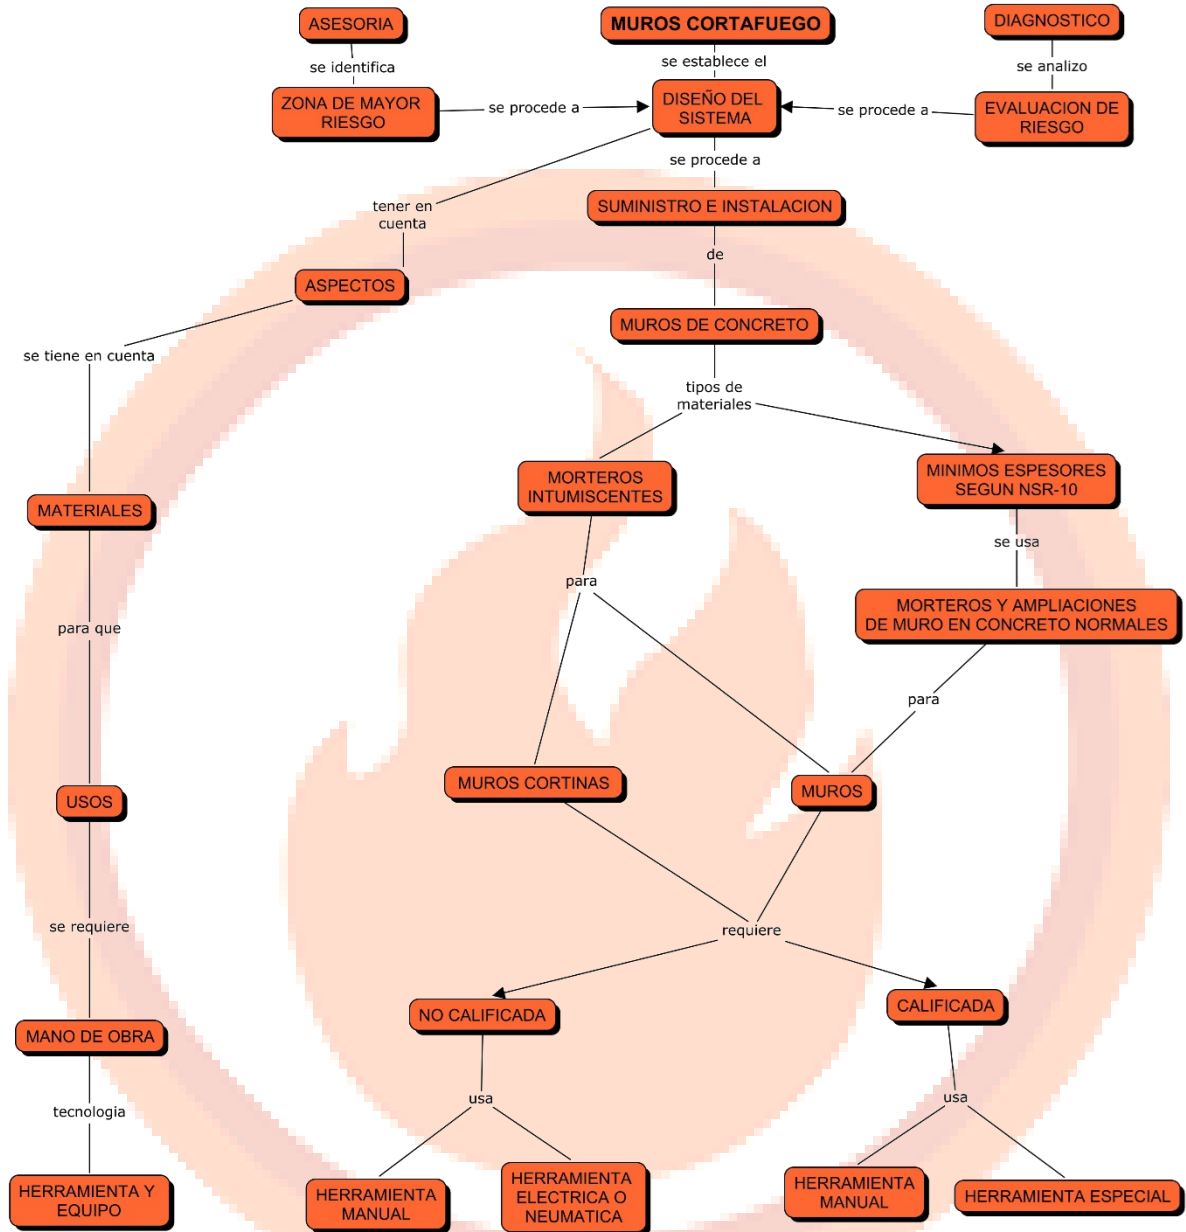 ASESORIA
MUROS CORTAFUEGO
DIAGNOSTICO
se identifica
se establece el
se analizo
ZONA DE MAYOR
RIESGO
se procede a
DISEÑO DEL
SISTEMA
se procede a
EVALUACION DE
RIESGO
se procede a
tener en
cuenta
SUMINISTRO E INSTALACION
de
ASPECTOS
MUROS DE CONCRETO
se tiene en cuenta
tipos de
materiales
MORTEROS
INTUMISCENTES
MINIMOS ESPESORES
SEGUN NSR-10
MATERIALES
se usa
para
MORTEROS Y AMPLIACIONES
DE MURO EN CONCRETO NORMALES
para que
para
MUROS CORTINAS
MUROS
USOS
se requiere
requiere
NO CALIFICADA
CALIFICADA
MANO DE OBRA
tecnologia
usa
usa
HERRAMIENTA Y
EQUIPO
HERRAMIENTA
MANUAL
HERRAMIENTA
ELECTRICA O
NEUMATICA
HERRAMIENTA
MANUAL
HERRAMIENTA ESPECIAL